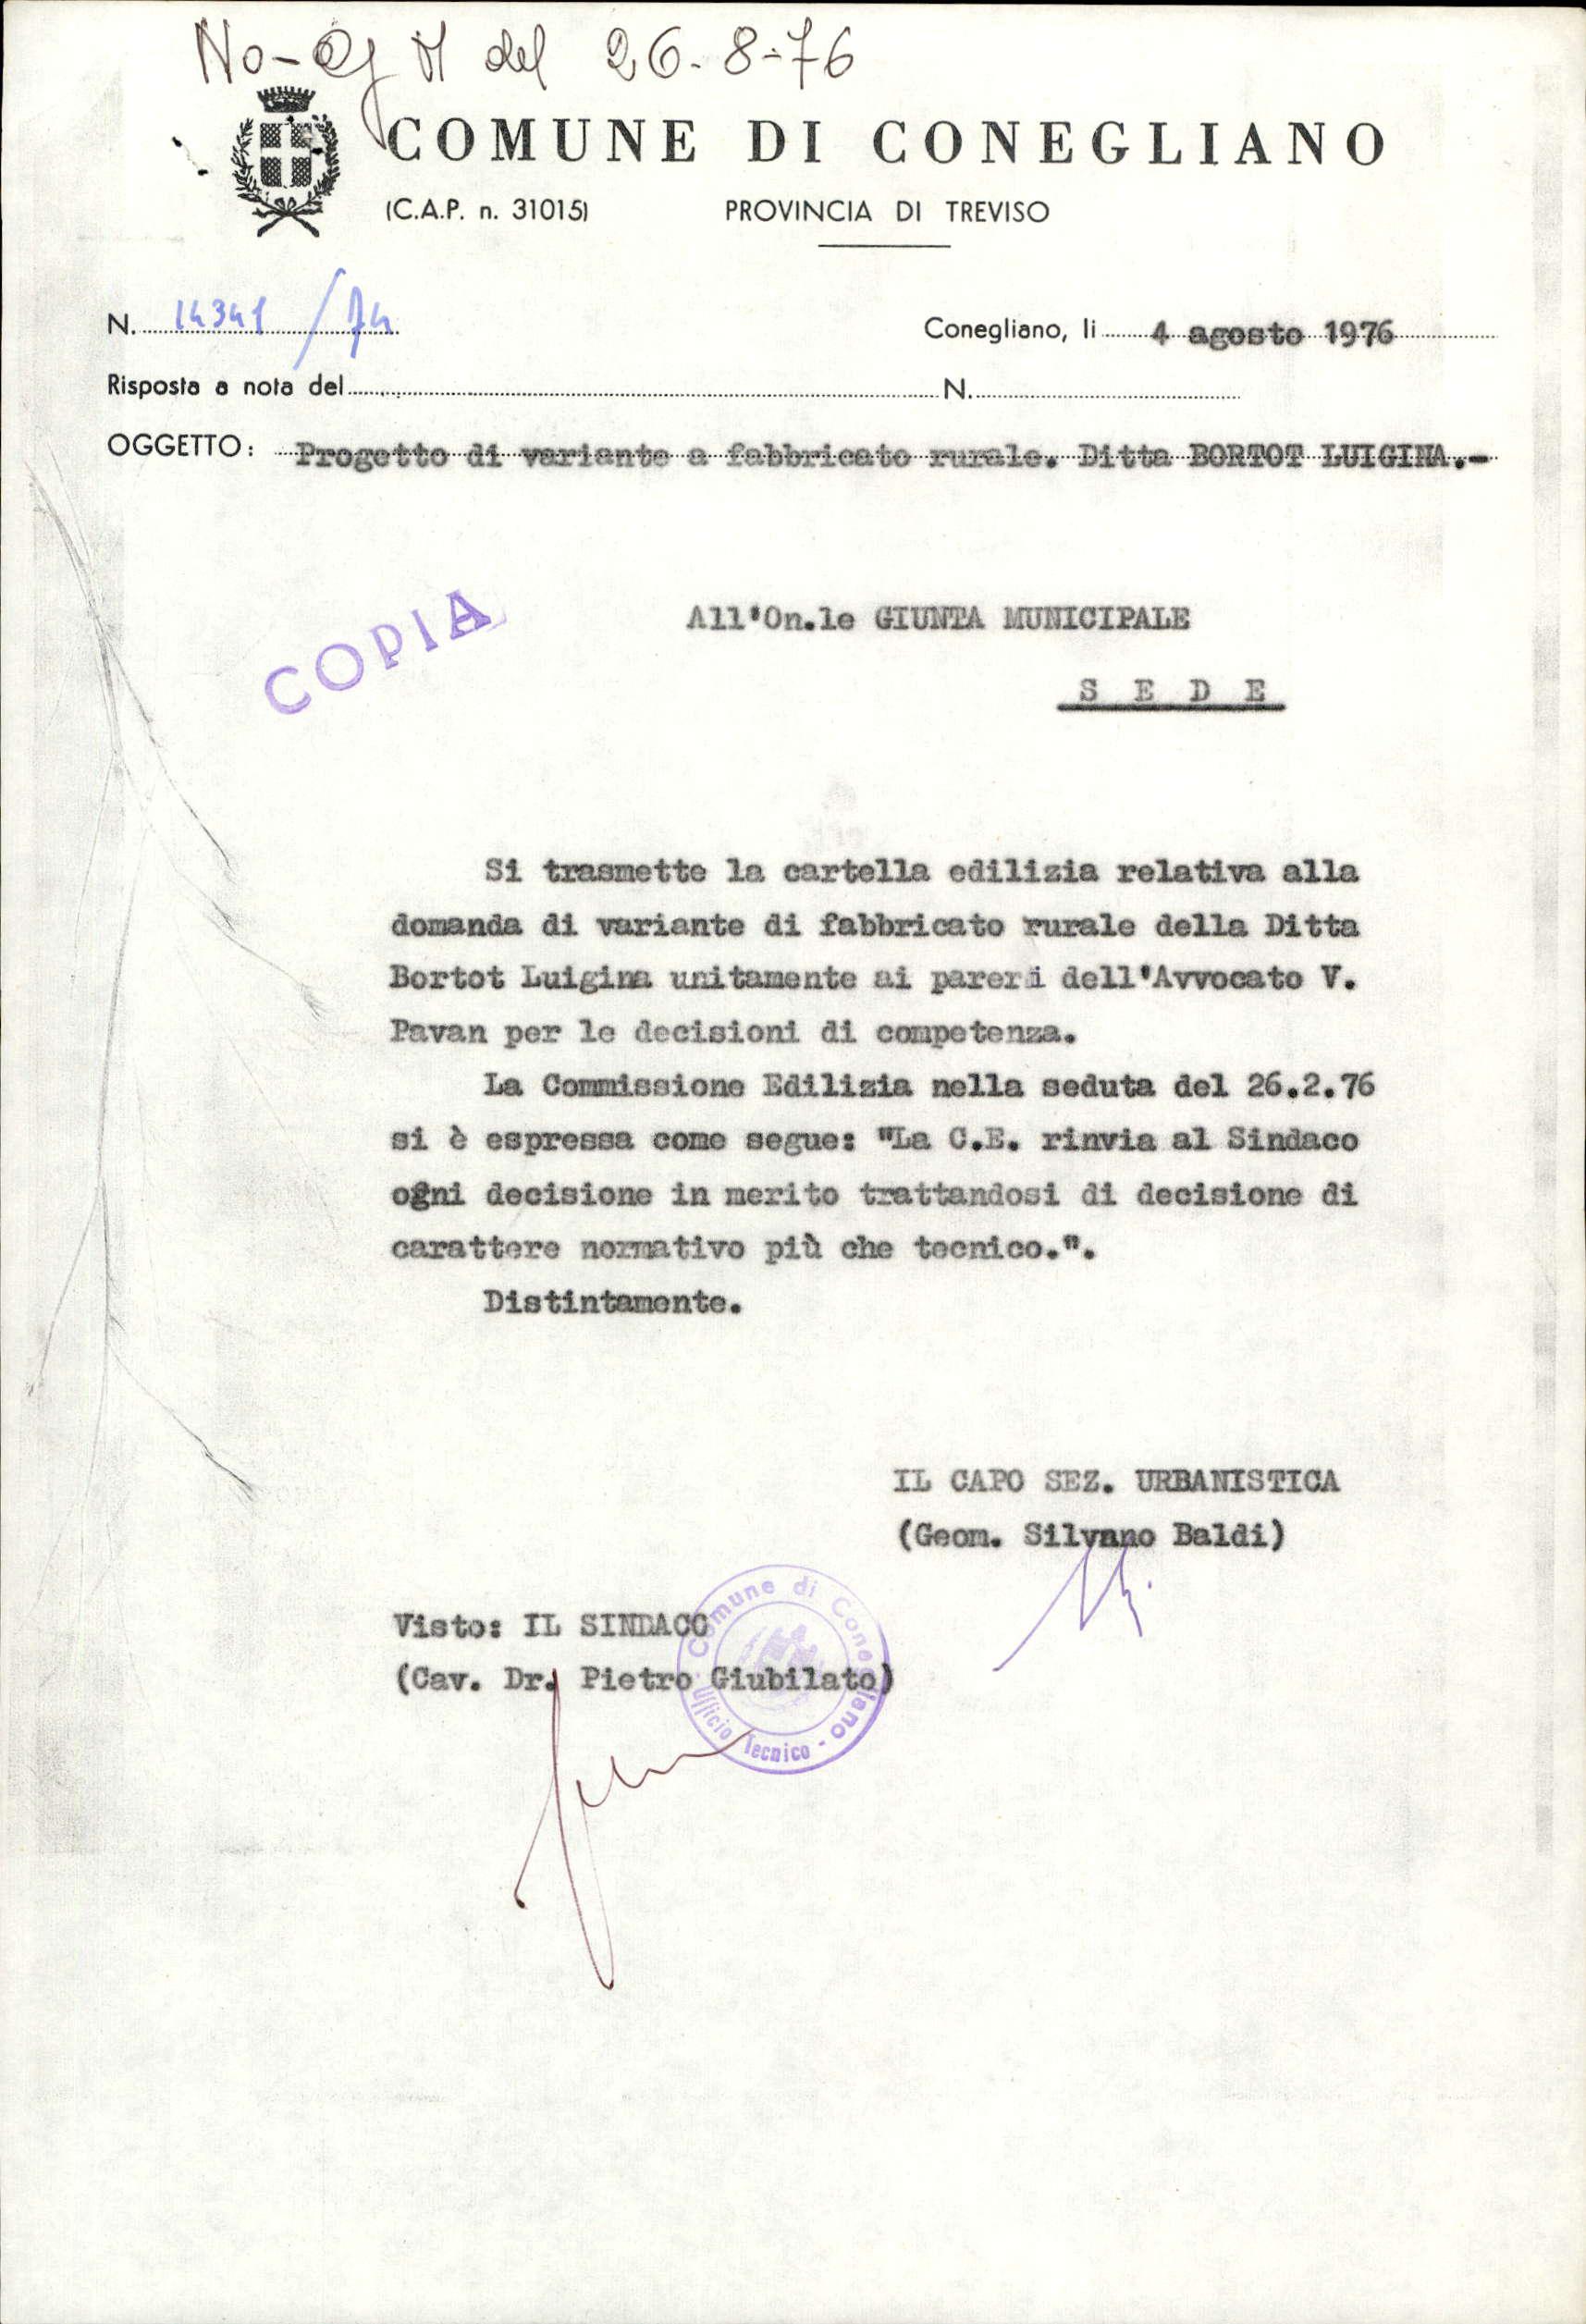 No - GM del 26-8-76
COMUNE DI CONEGLIANO
(C.A.P. n. 31015) PROVINCIA DI TREVISO
N. 14341 / 74 Conegliano, li 4 agosto 1976
Risposta a nota del N.
OGGETTO: Progetto di variante a fabbricato rurale. Ditta BORTOT LUIGINA.-
All'On.le GIUNTA MUNICIPALE
COPIA
S E D E
Si trasmette la cartella edilizia relativa alla
domanda di variante di fabbricato rurale della Ditta
Bortot Luigina unitamente ai pareri dell'Avvocato V.
Pavan per le decisioni di competenza.
La Commissione Edilizia nella seduta del 26.2.76
si è espressa come segue: "La C.E. rinvia al Sindaco
ogni decisione in merito trattandosi di decisione di
carattere normativo più che tecnico.".
Distintamente.
IL CAPO SEZ. URBANISTICA
(Geom. Silvano Baldi)
Visto: IL SINDACO
(Cav. Dr. Pietro Giubilato)
Comune di Conegliano - Ufficio Tecnico -